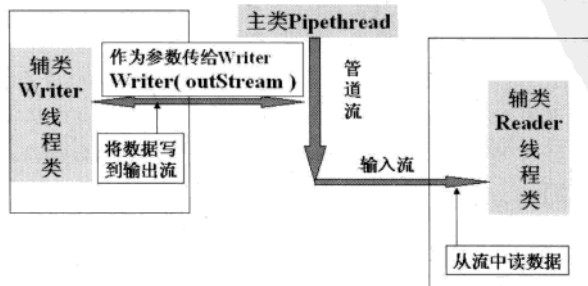 主类Pipethread
作为参数传给Writer
Writer( outStream )
辅类
Writer
线
程
类
将数据写
到输出流
管
道
流
输入流
辅类
Reader
线
程
类
从流中读数据